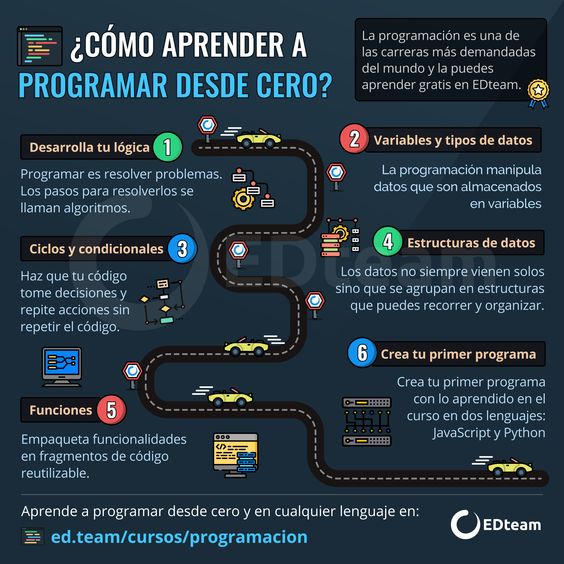 ¿CÓMO APRENDER A
PROGRAMAR DESDE CERO?
La programación es una de
las carreras más demandadas
del mundo y la puedes
aprender gratis en EDteam.
Desarrolla tu lógica 1
Programar es resolver problemas.
Los pasos para resolverlos se
llaman algoritmos.
2 Variables y tipos de datos
La programación manipula
datos que son almacenados
en variables
Ciclos y condicionales 3
Haz que tu código
tome decisiones y
repite acciones sin
repetir el código.
4 Estructuras de datos
Los datos no siempre vienen solos
sino que se agrupan en estructuras
que puedes recorrer y organizar.
Funciones 5
Empaqueta funcionalidades
en fragmentos de código
reutilizable.
6 Crea tu primer programa
Crea tu primer programa
con lo aprendido en el
curso en dos lenguajes:
JavaScript y Python
EDteam
Aprende a programar desde cero y en cualquier lenguaje en:
ed.team/cursos/programacion
EDteam